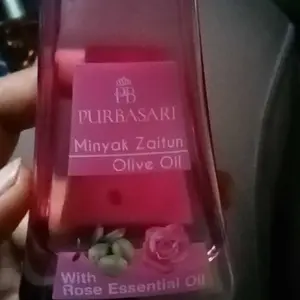 PB
PURBASARI
Minyak Zaitun
Olive Oil
With
Rose Essential Oil